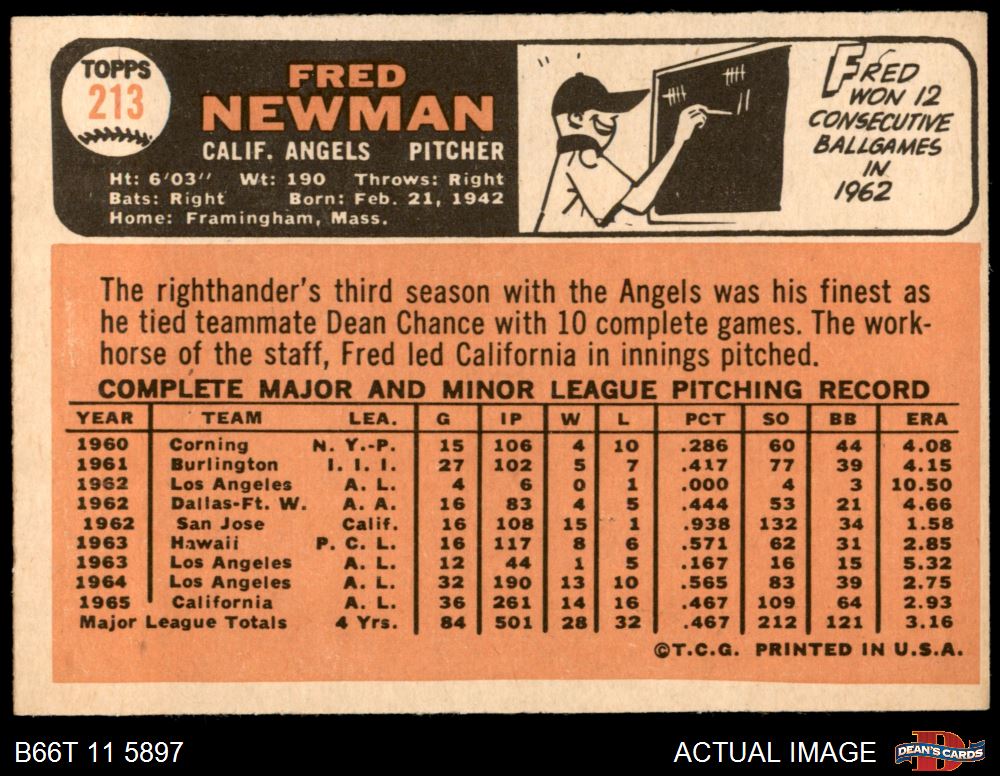 TOPPS
213
FRED
NEWMAN
CALIF. ANGELS PITCHER
Ht: 6'03" Wt: 190 Throws: Right
Bats: Right Born: Feb. 21, 1942
Home: Framingham, Mass.
FRED
WON 12
CONSECUTIVE
BALLGAMES
IN
1962
The righthander's third season with the Angels was his finest as
he tied teammate Dean Chance with 10 complete games. The work-
horse of the staff, Fred led California in innings pitched.
COMPLETE MAJOR AND MINOR LEAGUE PITCHING RECORD
YEAR TEAM LEA. G IP W L PCT SO BB ERA
1960 Corning N. Y.-P. 15 106 4 10 .286 60 44 4.08
1961 Burlington I. I. I. 27 102 5 7 .417 77 39 4.15
1962 Los Angeles A. L. 4 6 0 1 .000 4 3 10.50
1962 Dallas-Ft. W. A. A. 16 83 4 5 .444 53 21 4.66
1962 San Jose Calif. 16 108 15 1 .938 132 34 1.58
1963 Hawaii P. C. L. 16 117 8 6 .571 62 31 2.85
1963 Los Angeles A. L. 12 44 1 5 .167 16 15 5.32
1964 Los Angeles A. L. 32 190 13 10 .565 83 39 2.75
1965 California A. L. 36 261 14 16 .467 109 64 2.93
Major League Totals 4 Yrs. 84 501 28 32 .467 212 121 3.16
©T.C.G. PRINTED IN U.S.A.
B66T 11 5897
ACTUAL IMAGE
DEAN'S CARDS